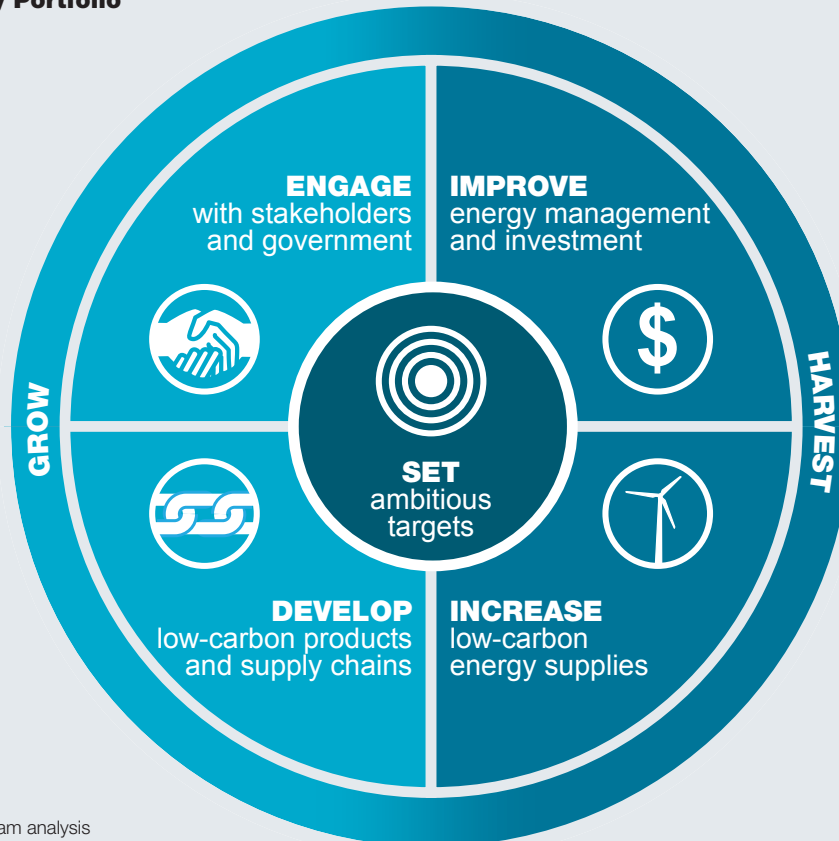 Portfolio
ENGAGE
with stakeholders
and government
IMPROVE
energy management
and investment
$
GROW
HARVEST
SET
ambitious
targets
DEVELOP
low-carbon products
and supply chains
INCREASE
low-carbon
energy supplies
analysis